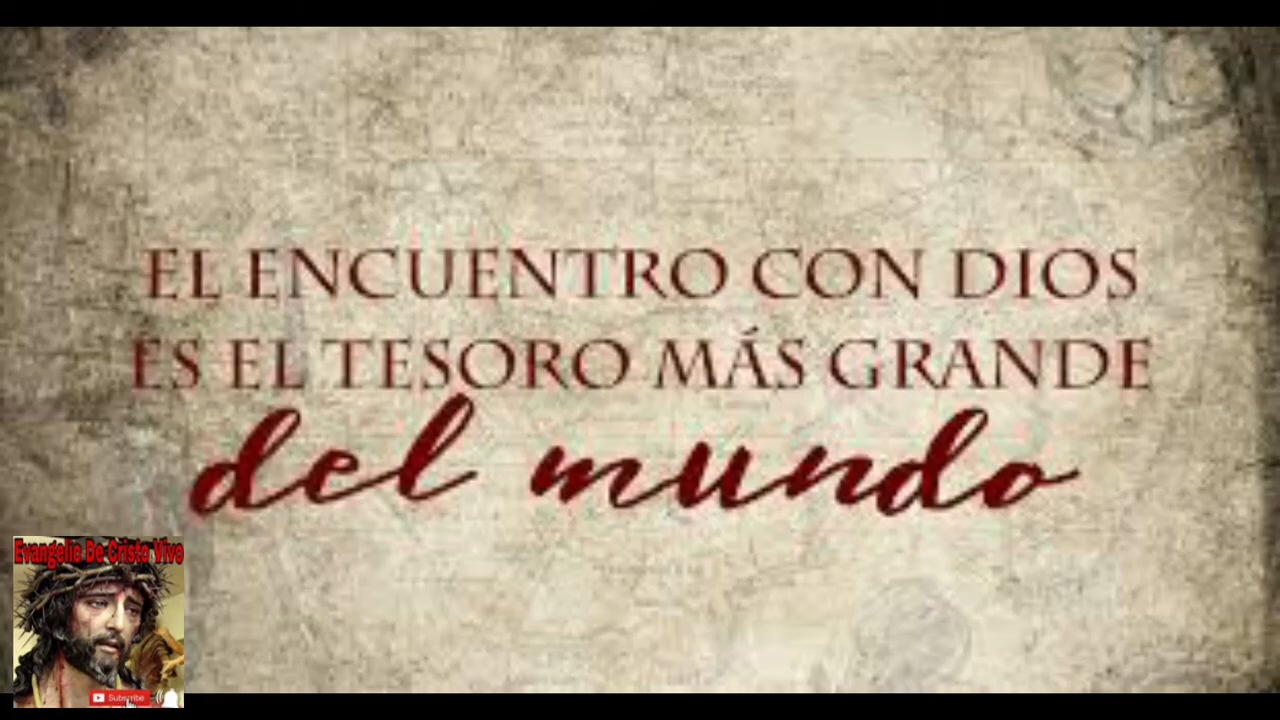 EL ENCUENTRO CON DIOS
ES EL TESORO MÁS GRANDE
del mundo
Evangelio De Cristo Vivo
Subscribe